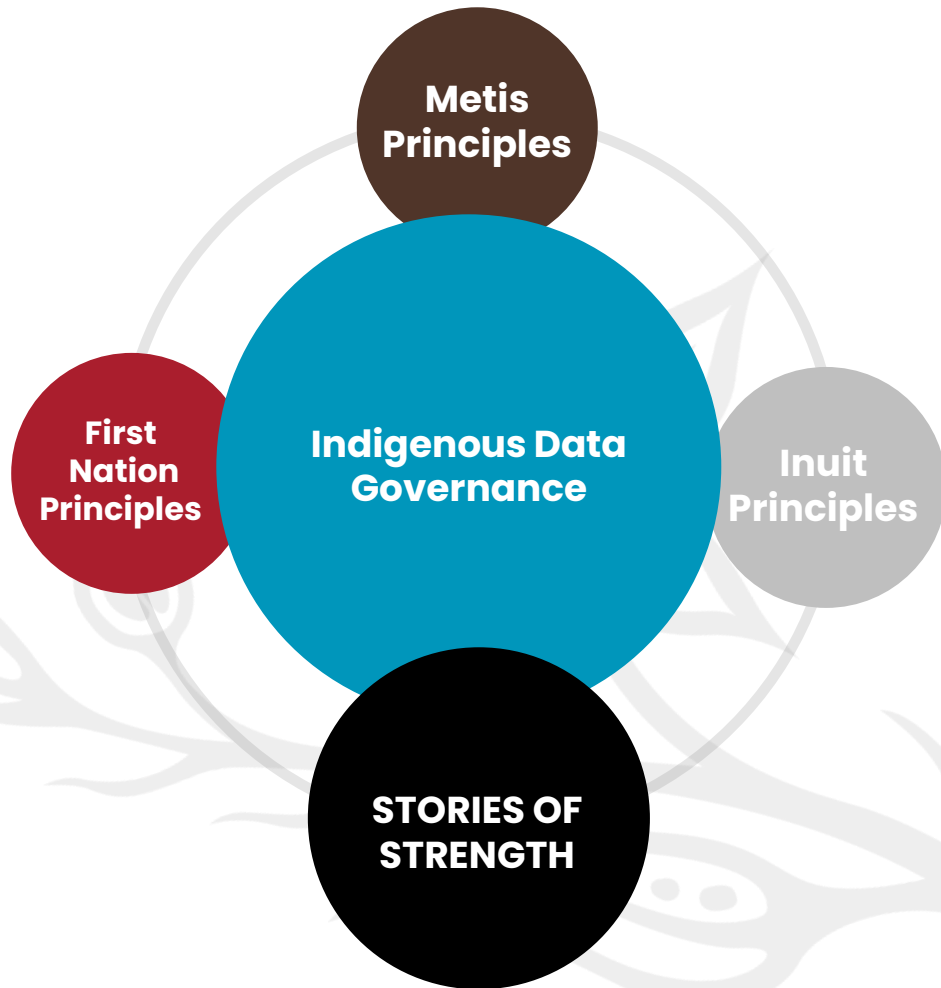 Metis
Principles
First
Nation
Principles
Indigenous Data
Governance
Inuit
Principles
STORIES OF
STRENGTH